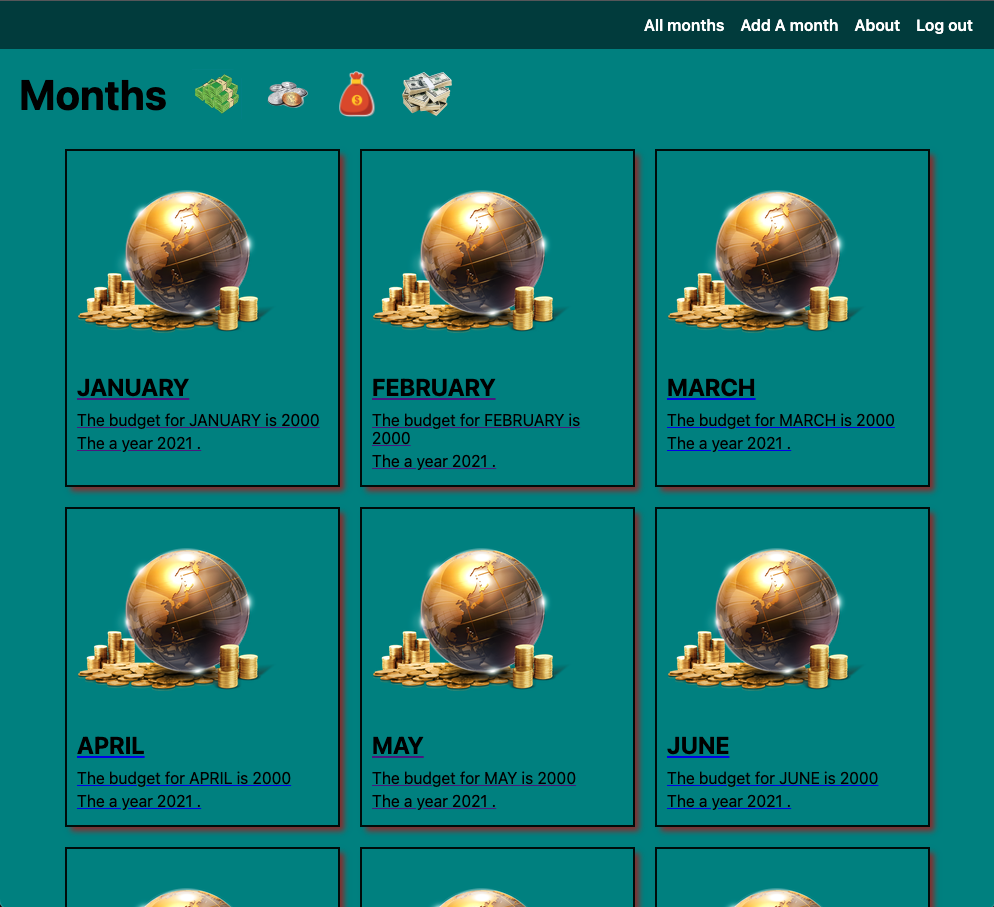 All months Add A month About Log out
Months
JANUARY
The budget for JANUARY is 2000
The a year 2021 .
FEBRUARY
The budget for FEBRUARY is
2000
The a year 2021 .
MARCH
The budget for MARCH is 2000
The a year 2021 .
APRIL
The budget for APRIL is 2000
The a year 2021 .
MAY
The budget for MAY is 2000
The a year 2021 .
JUNE
The budget for JUNE is 2000
The a year 2021 .